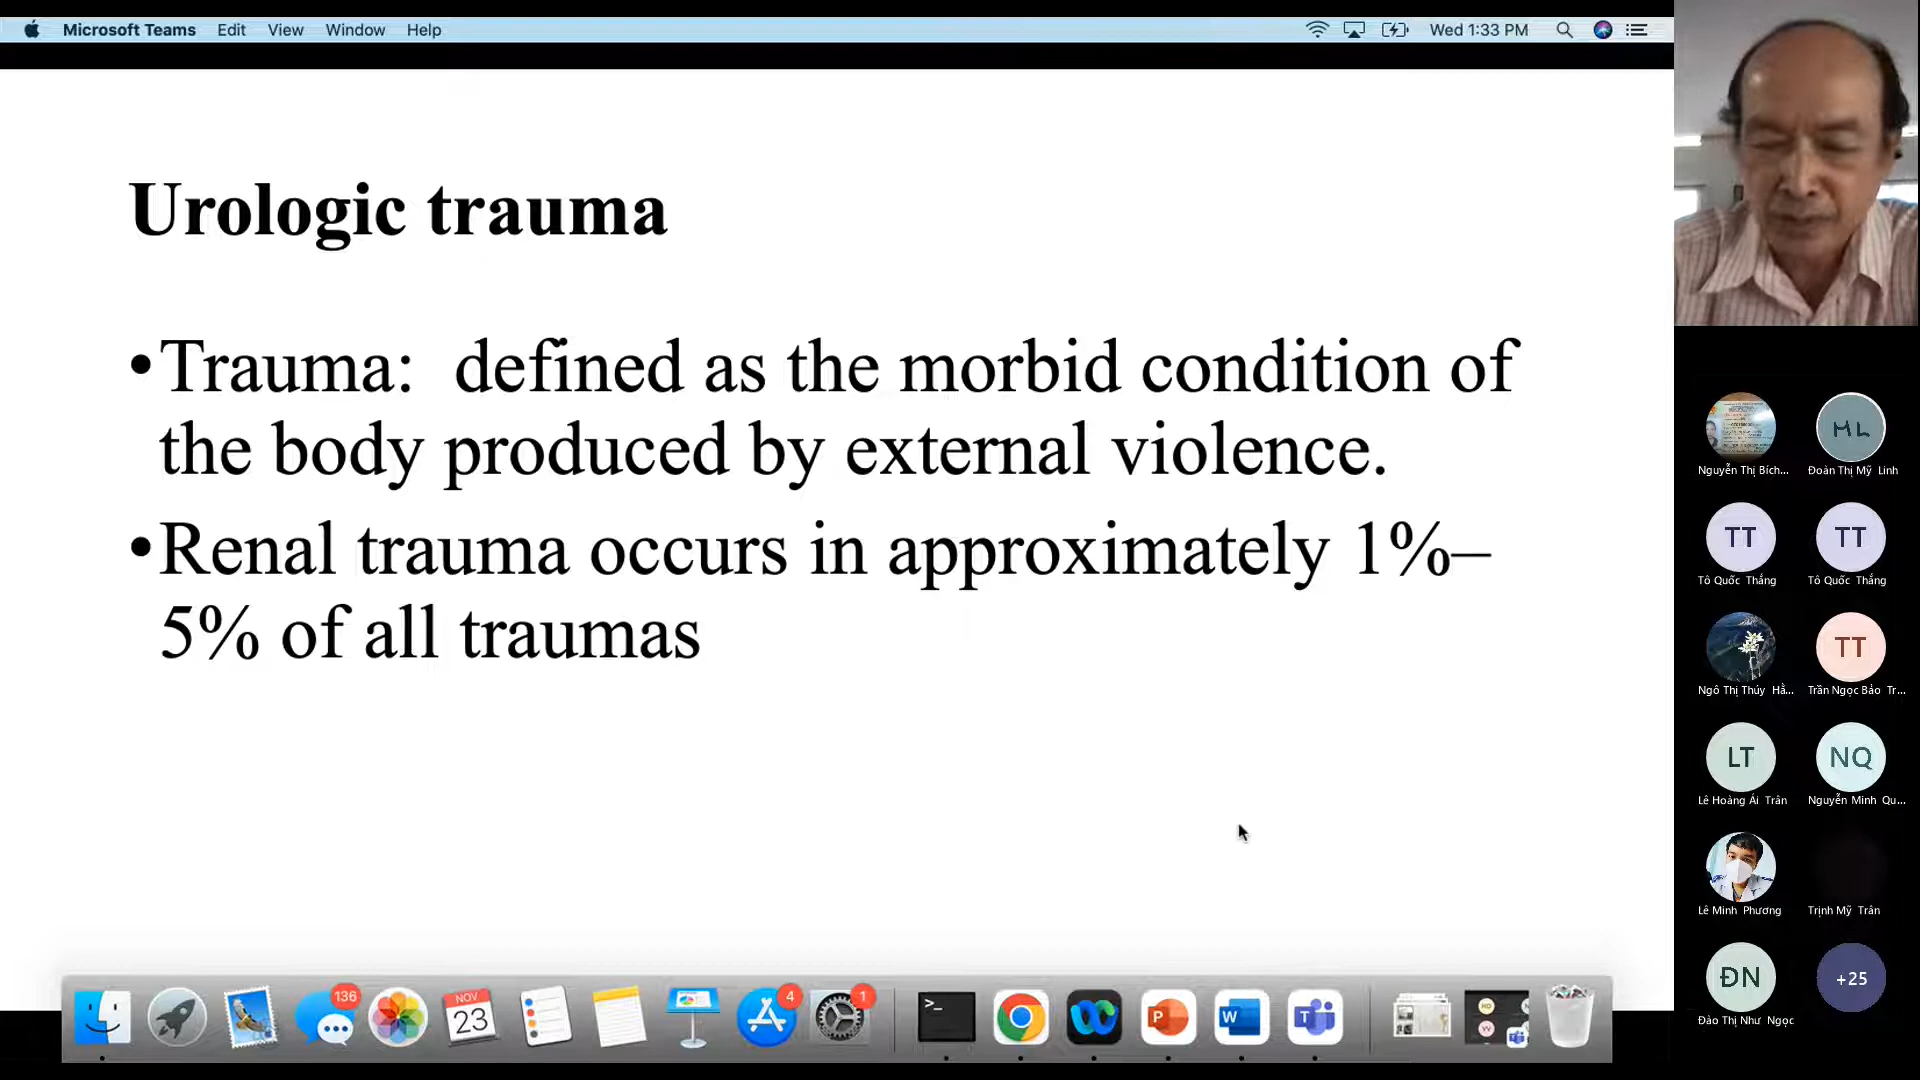 Microsoft Teams Edit View Window Help Wed 1:33 PM
Urologic trauma
•Trauma: defined as the morbid condition of
the body produced by external violence.
•Renal trauma occurs in approximately 1%–
5% of all traumas
Nguyễn Thị Bích...
ML
Đoàn Thị Mỹ Linh
TT
Tô Quốc Thắng
TT
Tô Quốc Thắng
Ngô Thị Thúy Hằ...
TT
Trần Ngọc Bảo Tr...
LT
Lê Hoàng Ái Trân
NQ
Nguyễn Minh Qu...
Lê Minh Phương
Trịnh Mỹ Trân
ĐN
Đào Thị Như Ngọc
+25
136
NOV
23
4
1
>_
P
W
T